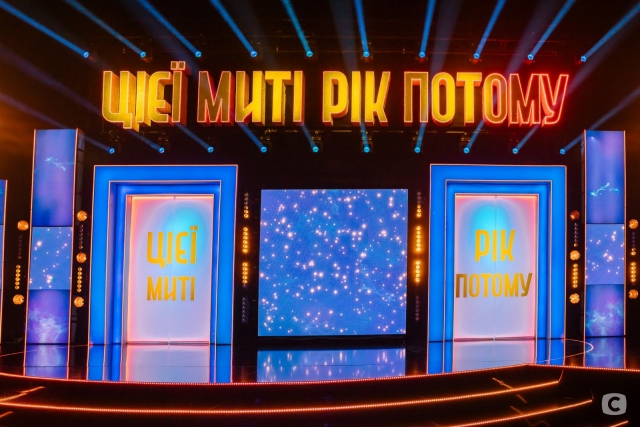 ЦІЄЇ МИТІ РІК ПОТОМУ
ЦІЄЇ
МИТІ
РІК
ПОТОМУ
C